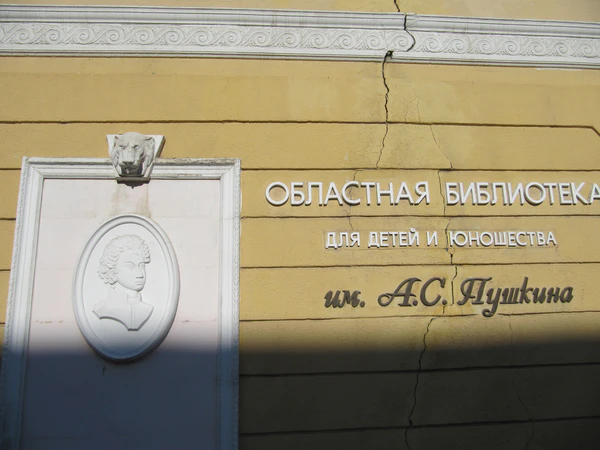 ОБЛАСТНАЯ БИБЛИОТЕКА
ДЛЯ ДЕТЕЙ И ЮНОШЕСТВА
им. А.С. Пушкина